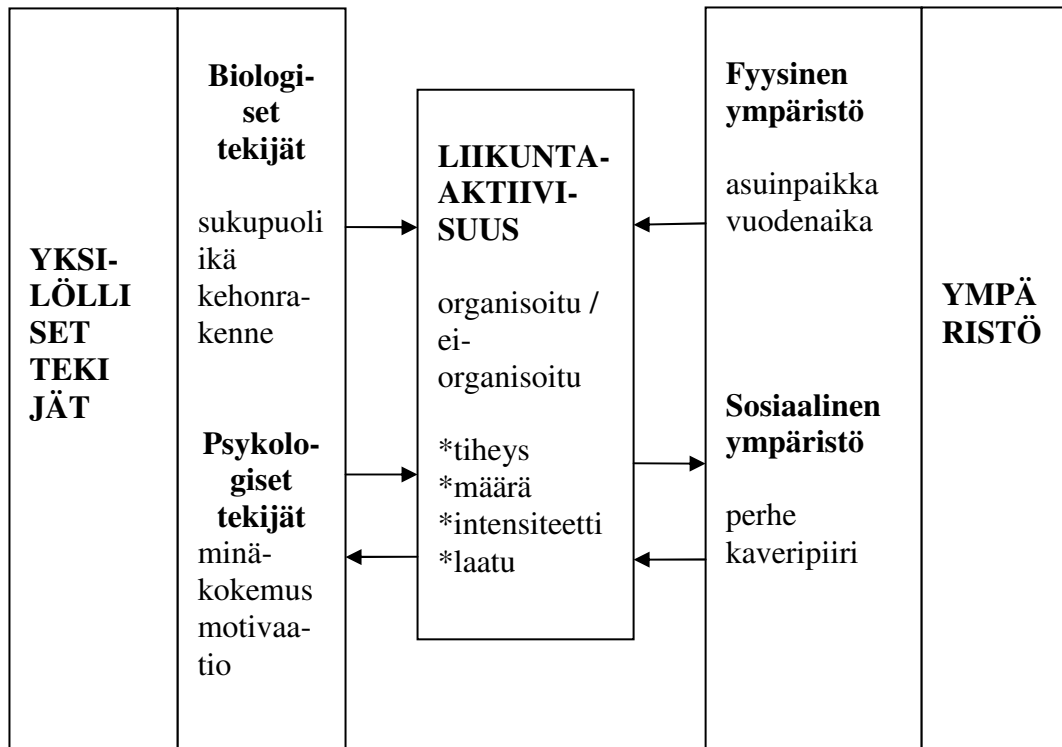 YKSI-
LÖLLI
SET
TEKI
JÄT
Biologi-
set
tekijät
sukupuoli
ikä
kehonra-
kenne
Psykolo-
giset
tekijät
minä-
kokemus
motivaa-
tio
LIIKUNTA-
AKTIIVI-
SUUS
organisoitu /
ei-
organisoitu
*tiheys
*määrä
*intensiteetti
*laatu
Fyysinen
ympäristö
asuinpaikka
vuodenaika
Sosiaalinen
ympäristö
perhe
kaveripiiri
YMPÄ
RISTÖ